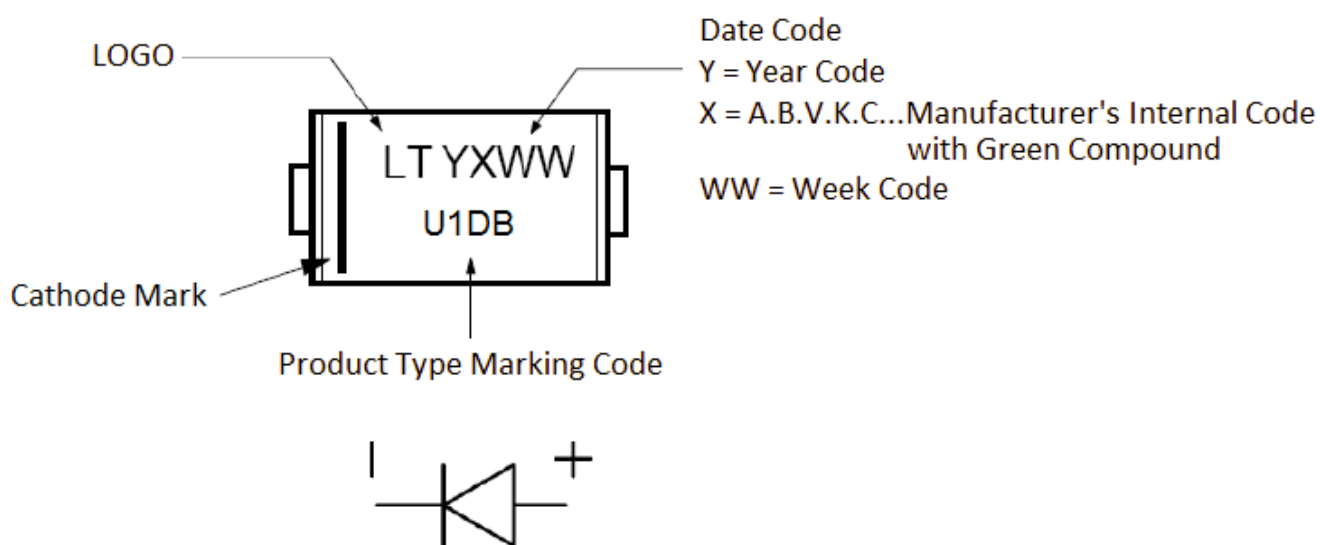 LOGO
Date Code
Y = Year Code
X = A.B.V.K.C...Manufacturer's Internal Code
with Green Compound
WW = Week Code
LT YXWW
U1DB
Cathode Mark
Product Type Marking Code
− +